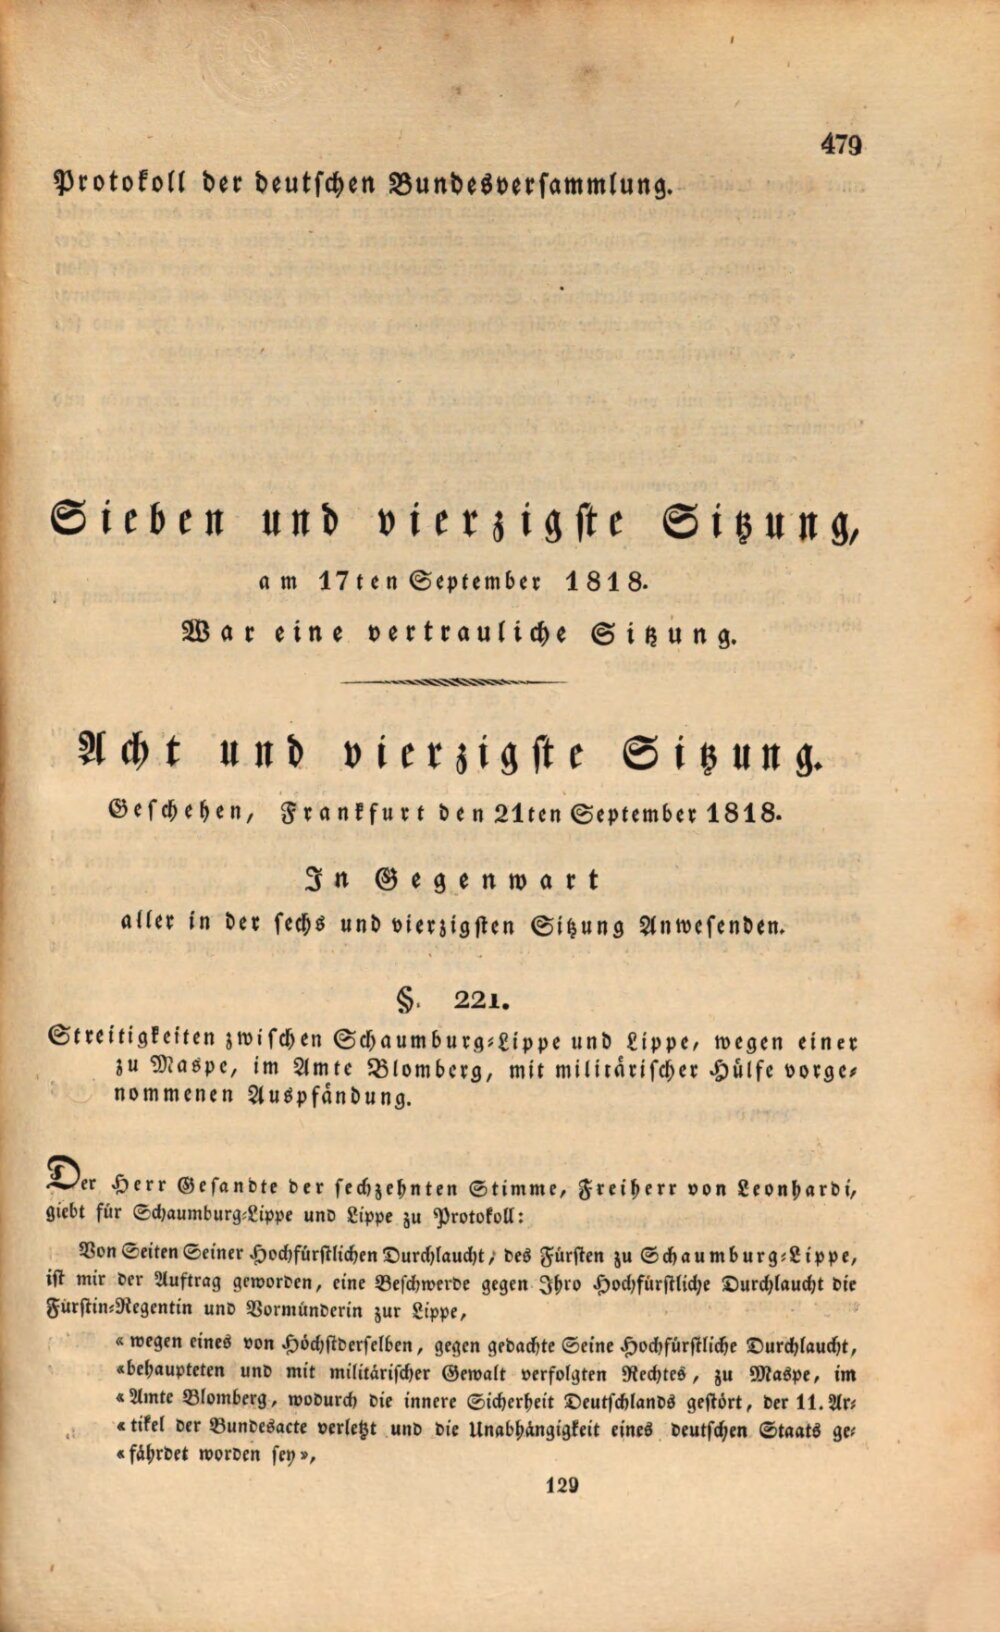 479
Protokoll der deutschen Bundesversammlung.
Sieben und vierzigste Sitzung,
am 17ten September 1818.
War eine vertrauliche Sitzung.
Acht und vierzigste Sitzung.
Geschehen, Frankfurt den 21ten September 1818.
In Gegenwart
aller in der sechs und vierzigsten Sitzung Anwesenden.
§. 221.
Streitigkeiten zwischen Schaumburg-Lippe und Lippe, wegen einer
zu Maspe, im Amte Blomberg, mit militärischer Hülfe vorge-
nommenen Auspfändung.
Der Herr Gesandte der sechzehnten Stimme, Freiherr von Leonhardi,
giebt für Schaumburg-Lippe und Lippe zu Protokoll:
Von Seiten Seiner Hochfürstlichen Durchlaucht, des Fürsten zu Schaumburg-Lippe,
ist mir der Auftrag geworden, eine Beschwerde gegen Ihro Hochfürstliche Durchlaucht die
Fürstin-Regentin und Vormünderin zur Lippe,
«wegen eines von Höchstderselben, gegen gedachte Seine Hochfürstliche Durchlaucht,
«behaupteten und mit militärischer Gewalt verfolgten Rechtes, zu Maspe, im
«Amte Blomberg, wodurch die innere Sicherheit Deutschlands gestört, der 11. Ar-
«tikel der Bundesacte verletzt und die Unabhängigkeit eines deutschen Staats ge-
«fährdet worden sey»,
129